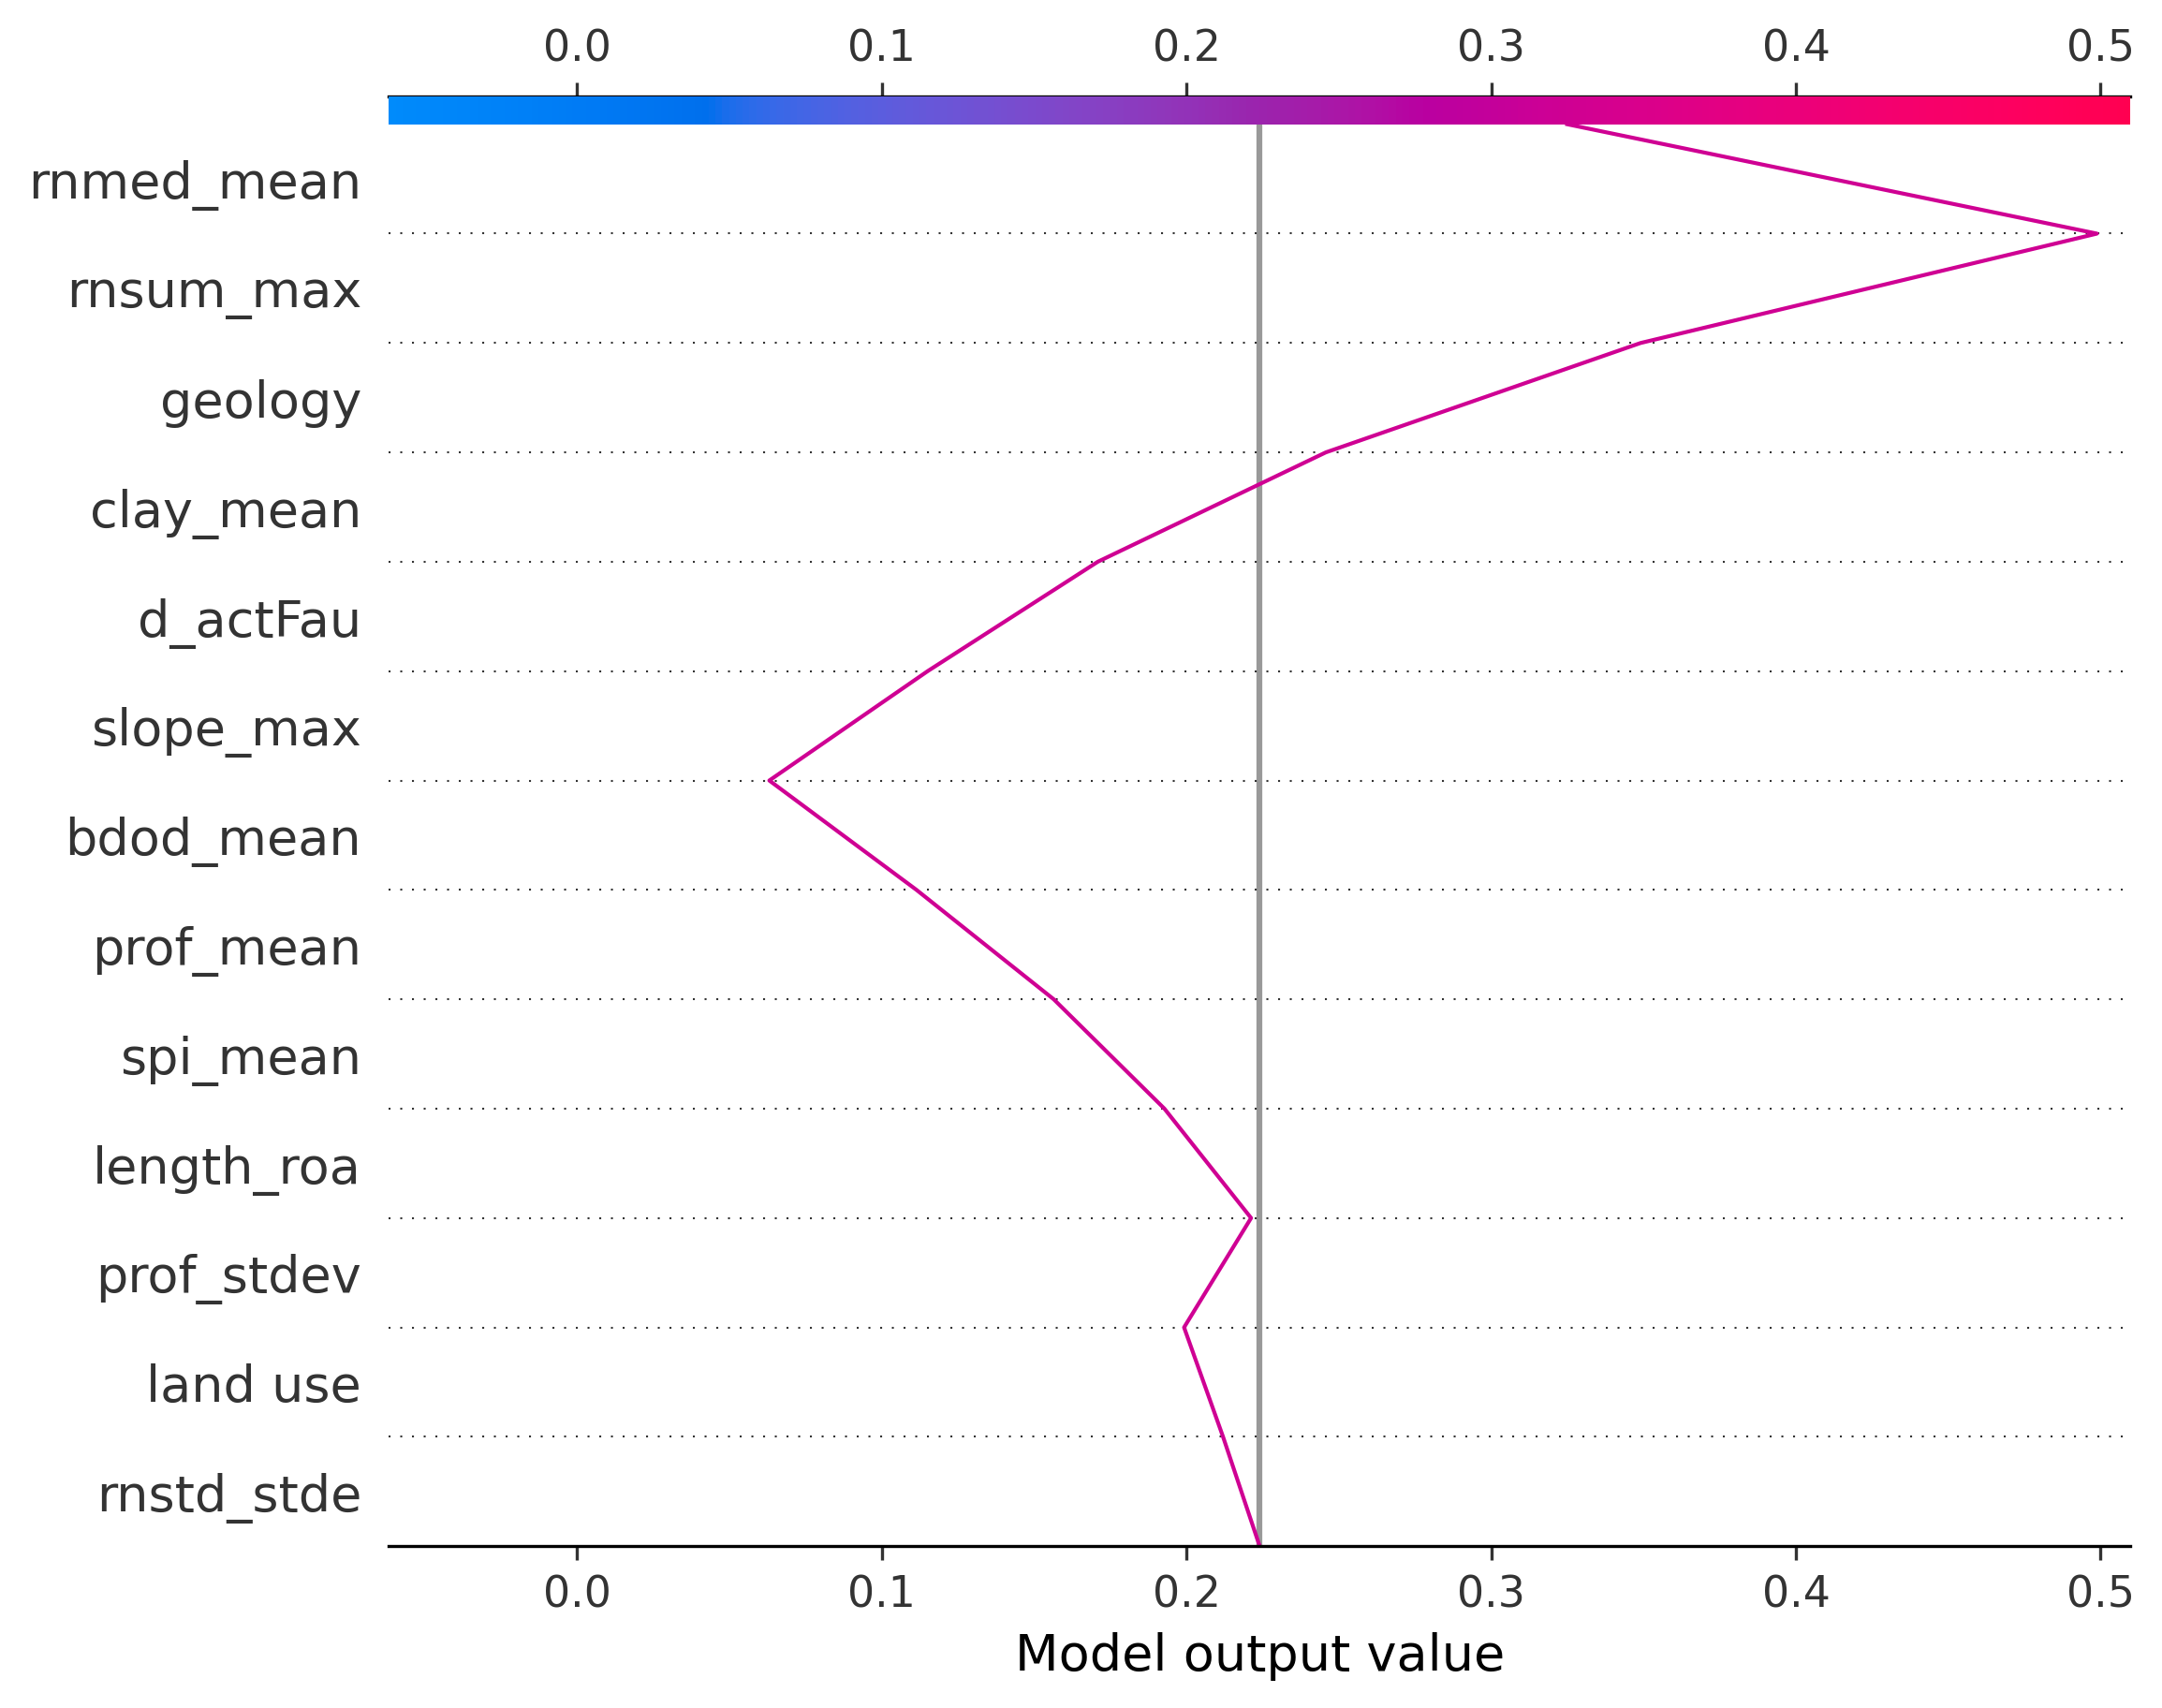 0.0 0.1 0.2 0.3 0.4 0.5
rnmed_mean
rnsum_max
geology
clay_mean
d_actFau
slope_max
bdod_mean
prof_mean
spi_mean
length_roa
prof_stdev
land use
rnstd_stde
0.0 0.1 0.2 0.3 0.4 0.5
Model output value